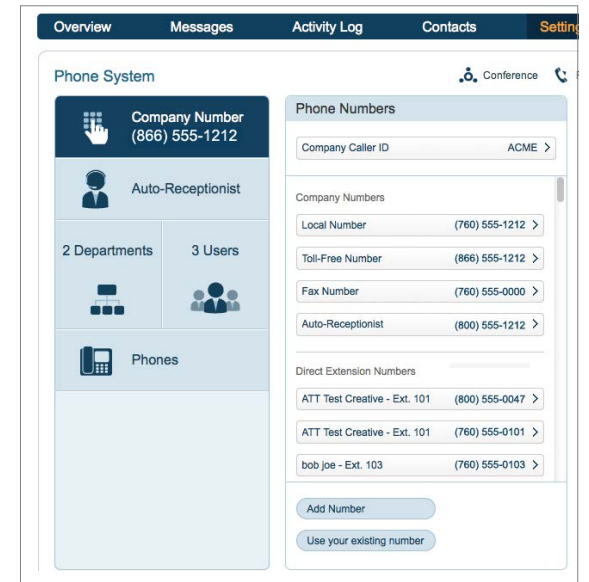 Overview Messages Activity Log Contacts Setting
Phone System
Conference
Company Number
(866) 555-1212
Auto-Receptionist
2 Departments 3 Users
Phones
Phone Numbers
Company Caller ID ACME
Company Numbers
Local Number (760) 555-1212
Toll-Free Number (866) 555-1212
Fax Number (760) 555-0000
Auto-Receptionist (800) 555-1212
Direct Extension Numbers
ATT Test Creative - Ext. 101 (800) 555-0047
ATT Test Creative - Ext. 101 (760) 555-0101
bob joe - Ext. 103 (760) 555-0103
Add Number
Use your existing number